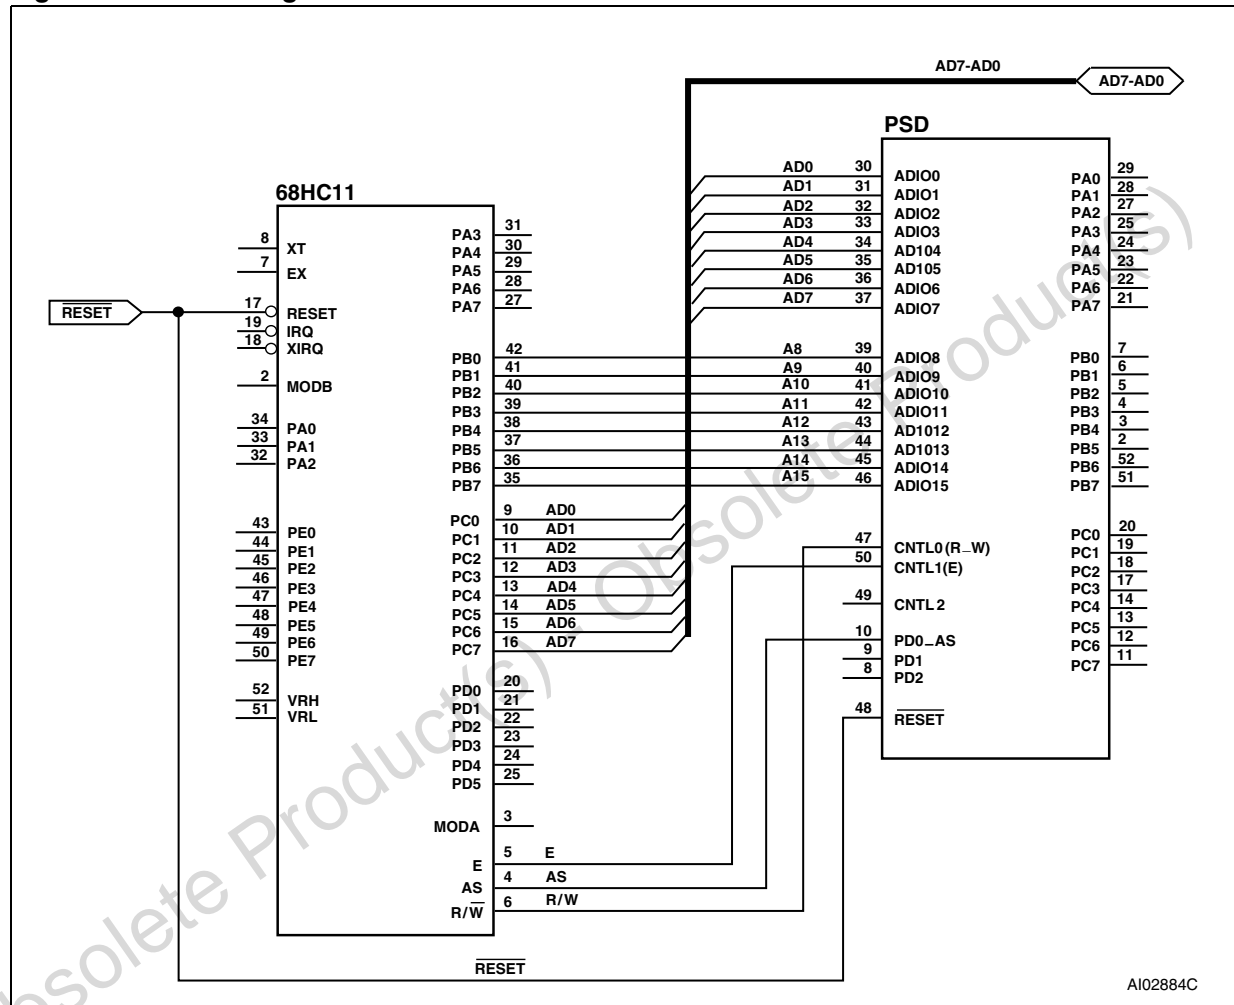 AD7-AD0
AD7-AD0
PSD
68HC11
8 XT
7 EX
RESET
17 RESET
19 IRQ
18 XIRQ
2 MODB
34 PA0
33 PA1
32 PA2
43 PE0
44 PE1
45 PE2
46 PE3
47 PE4
48 PE5
49 PE6
50 PE7
52 VRH
51 VRL
PA3 31
PA4 30
PA5 29
PA6 28
PA7 27
PB0 42
PB1 41
PB2 40
PB3 39
PB4 38
PB5 37
PB6 36
PB7 35
PC0 9 AD0
PC1 10 AD1
PC2 11 AD2
PC3 12 AD3
PC4 13 AD4
PC5 14 AD5
PC6 15 AD6
PC7 16 AD7
PD0 20
PD1 21
PD2 22
PD3 23
PD4 24
PD5 25
MODA 3
E 5 E
AS 4 AS
R/W 6 R/W
RESET
AD0 30 ADIO0
AD1 31 ADIO1
AD2 32 ADIO2
AD3 33 ADIO3
AD4 34 AD104
AD5 35 AD105
AD6 36 ADIO6
AD7 37 ADIO7
A8 39 ADIO8
A9 40 ADIO9
A10 41 ADIO10
A11 42 ADIO11
A12 43 AD1012
A13 44 AD1013
A14 45 ADIO14
A15 46 ADIO15
47 CNTL0(R_W)
50 CNTL1(E)
49 CNTL2
10 PD0_AS
9 PD1
8 PD2
48 RESET
PA0 29
PA1 28
PA2 27
PA3 25
PA4 24
PA5 23
PA6 22
PA7 21
PB0 7
PB1 6
PB2 5
PB3 4
PB4 3
PB5 2
PB6 52
PB7 51
PC0 20
PC1 19
PC2 18
PC3 17
PC4 14
PC5 13
PC6 12
PC7 11
AI02884C
Obsolete Product(s) - Obsolete Product(s)